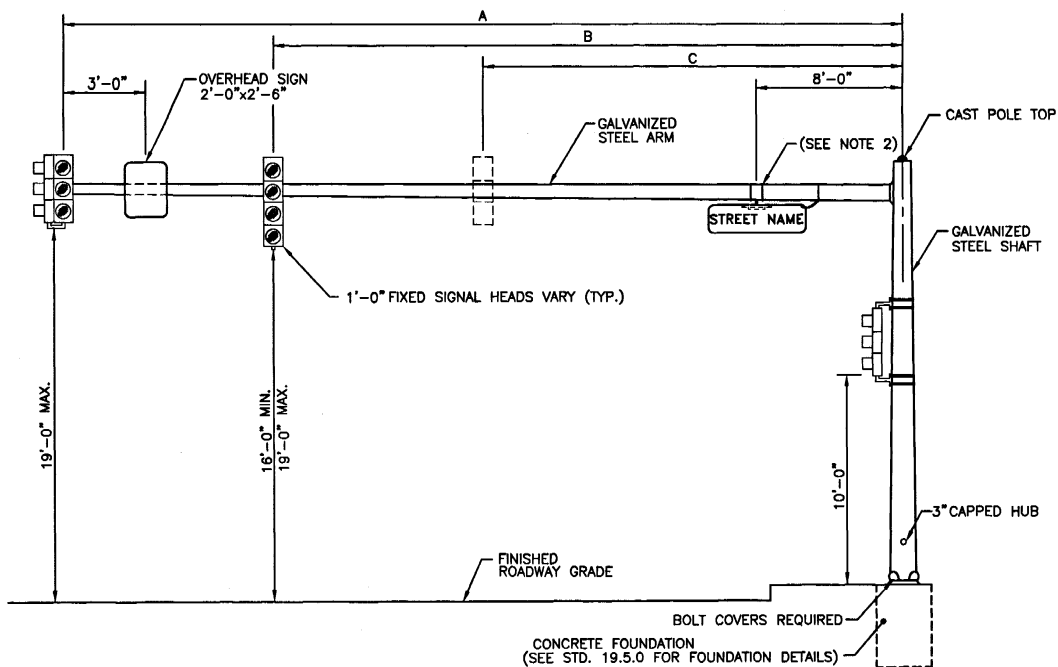 A
B
C
3'-0"
OVERHEAD SIGN
2'-0"x2'-6"
8'-0"
CAST POLE TOP
GALVANIZED
STEEL ARM
(SEE NOTE 2)
STREET NAME
GALVANIZED
STEEL SHAFT
1'-0" FIXED SIGNAL HEADS VARY (TYP.)
19'-0" MAX.
16'-0" MIN.
19'-0" MAX.
10'-0"
3" CAPPED HUB
FINISHED
ROADWAY GRADE
BOLT COVERS REQUIRED
CONCRETE FOUNDATION
(SEE STD. 19.5.0 FOR FOUNDATION DETAILS)